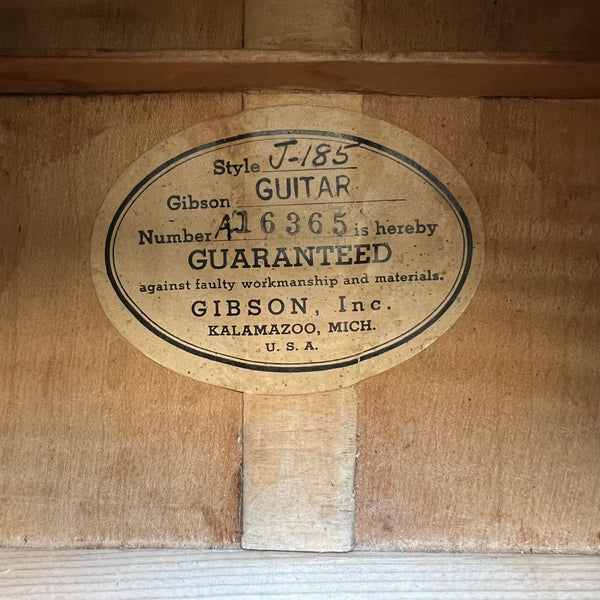 Style J-185
Gibson GUITAR
Number A16365 is hereby
GUARANTEED
against faulty workmanship and materials.
GIBSON, Inc.
KALAMAZOO, MICH.
U. S. A.